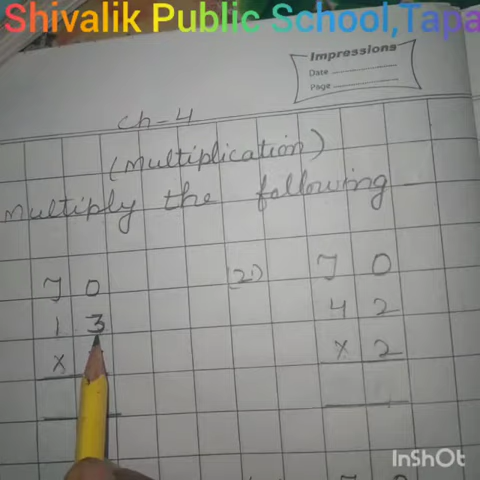 Shivalik Public School,Tapa
Impressions
Date
Page
Ch-4
(Multiplication)
Multiply the following
T O (2) T O
1 3 4 2
x x 2
InShOt